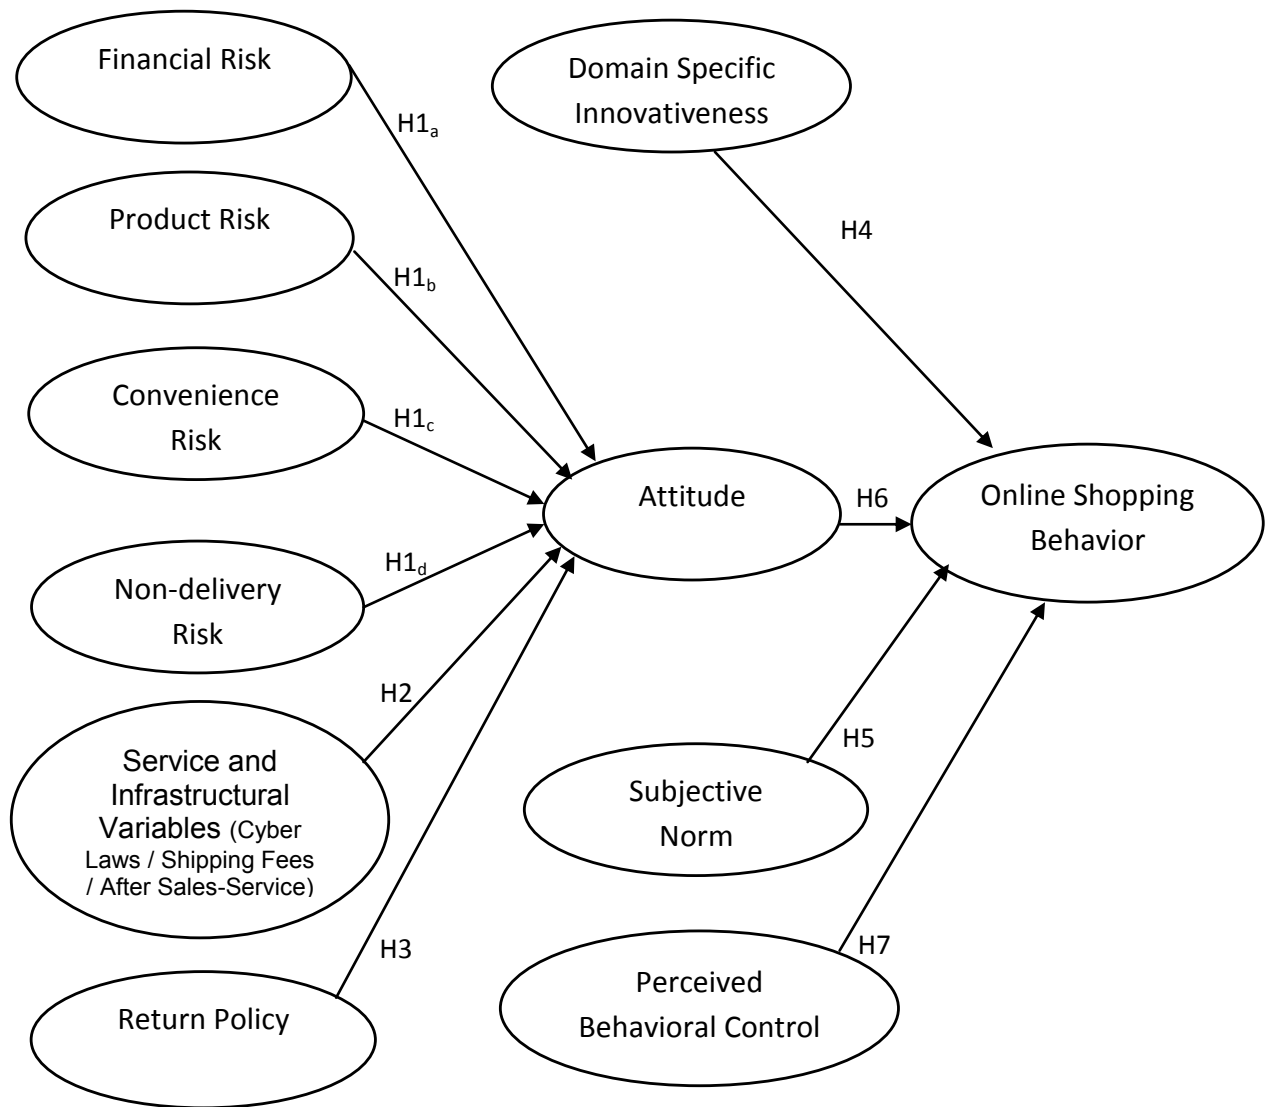 Financial Risk
Domain Specific
Innovativeness
H1a
Product Risk
H4
H1b
Convenience
Risk
H1c
Attitude
H6
Online Shopping
Behavior
H1d
Non-delivery
Risk
H2
Service and
Infrastructural
Variables (Cyber
Laws / Shipping Fees
/ After Sales-Service)
H5
Subjective
Norm
H3
H7
Return Policy
Perceived
Behavioral Control